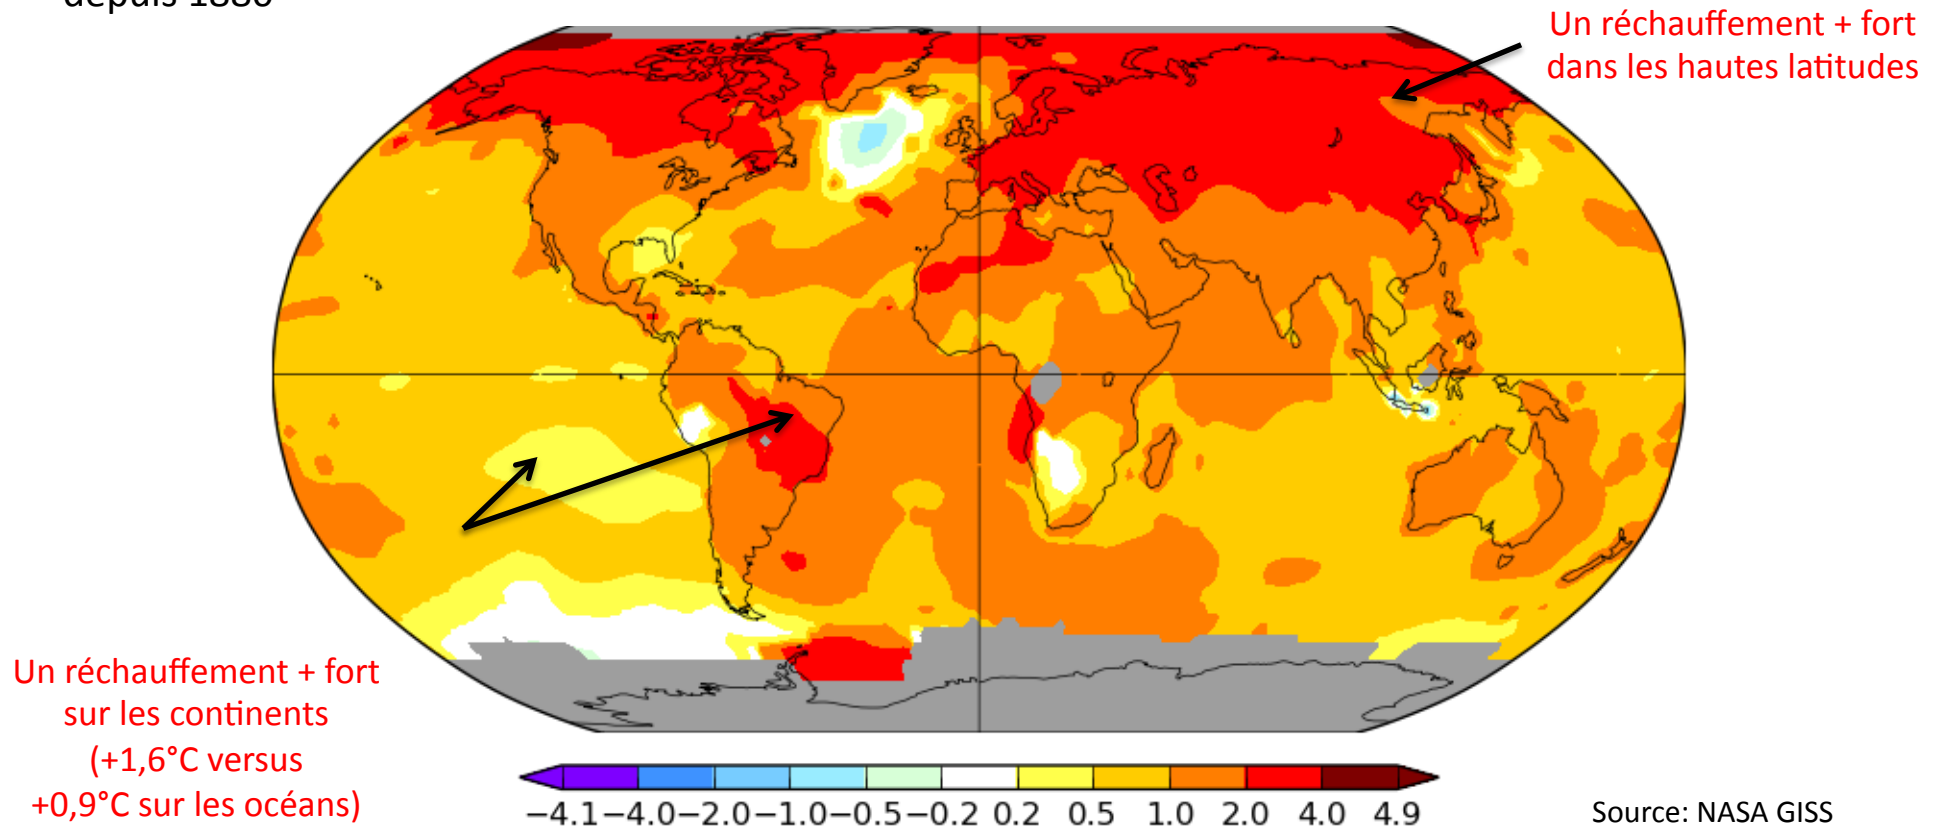 depuis 1880
Un réchauffement + fort
dans les hautes latitudes
Un réchauffement + fort
sur les continents
(+1,6°C versus
+0,9°C sur les océans)
−4.1 −4.0 −2.0 −1.0 −0.5 −0.2 0.2 0.5 1.0 2.0 4.0 4.9
Source: NASA GISS